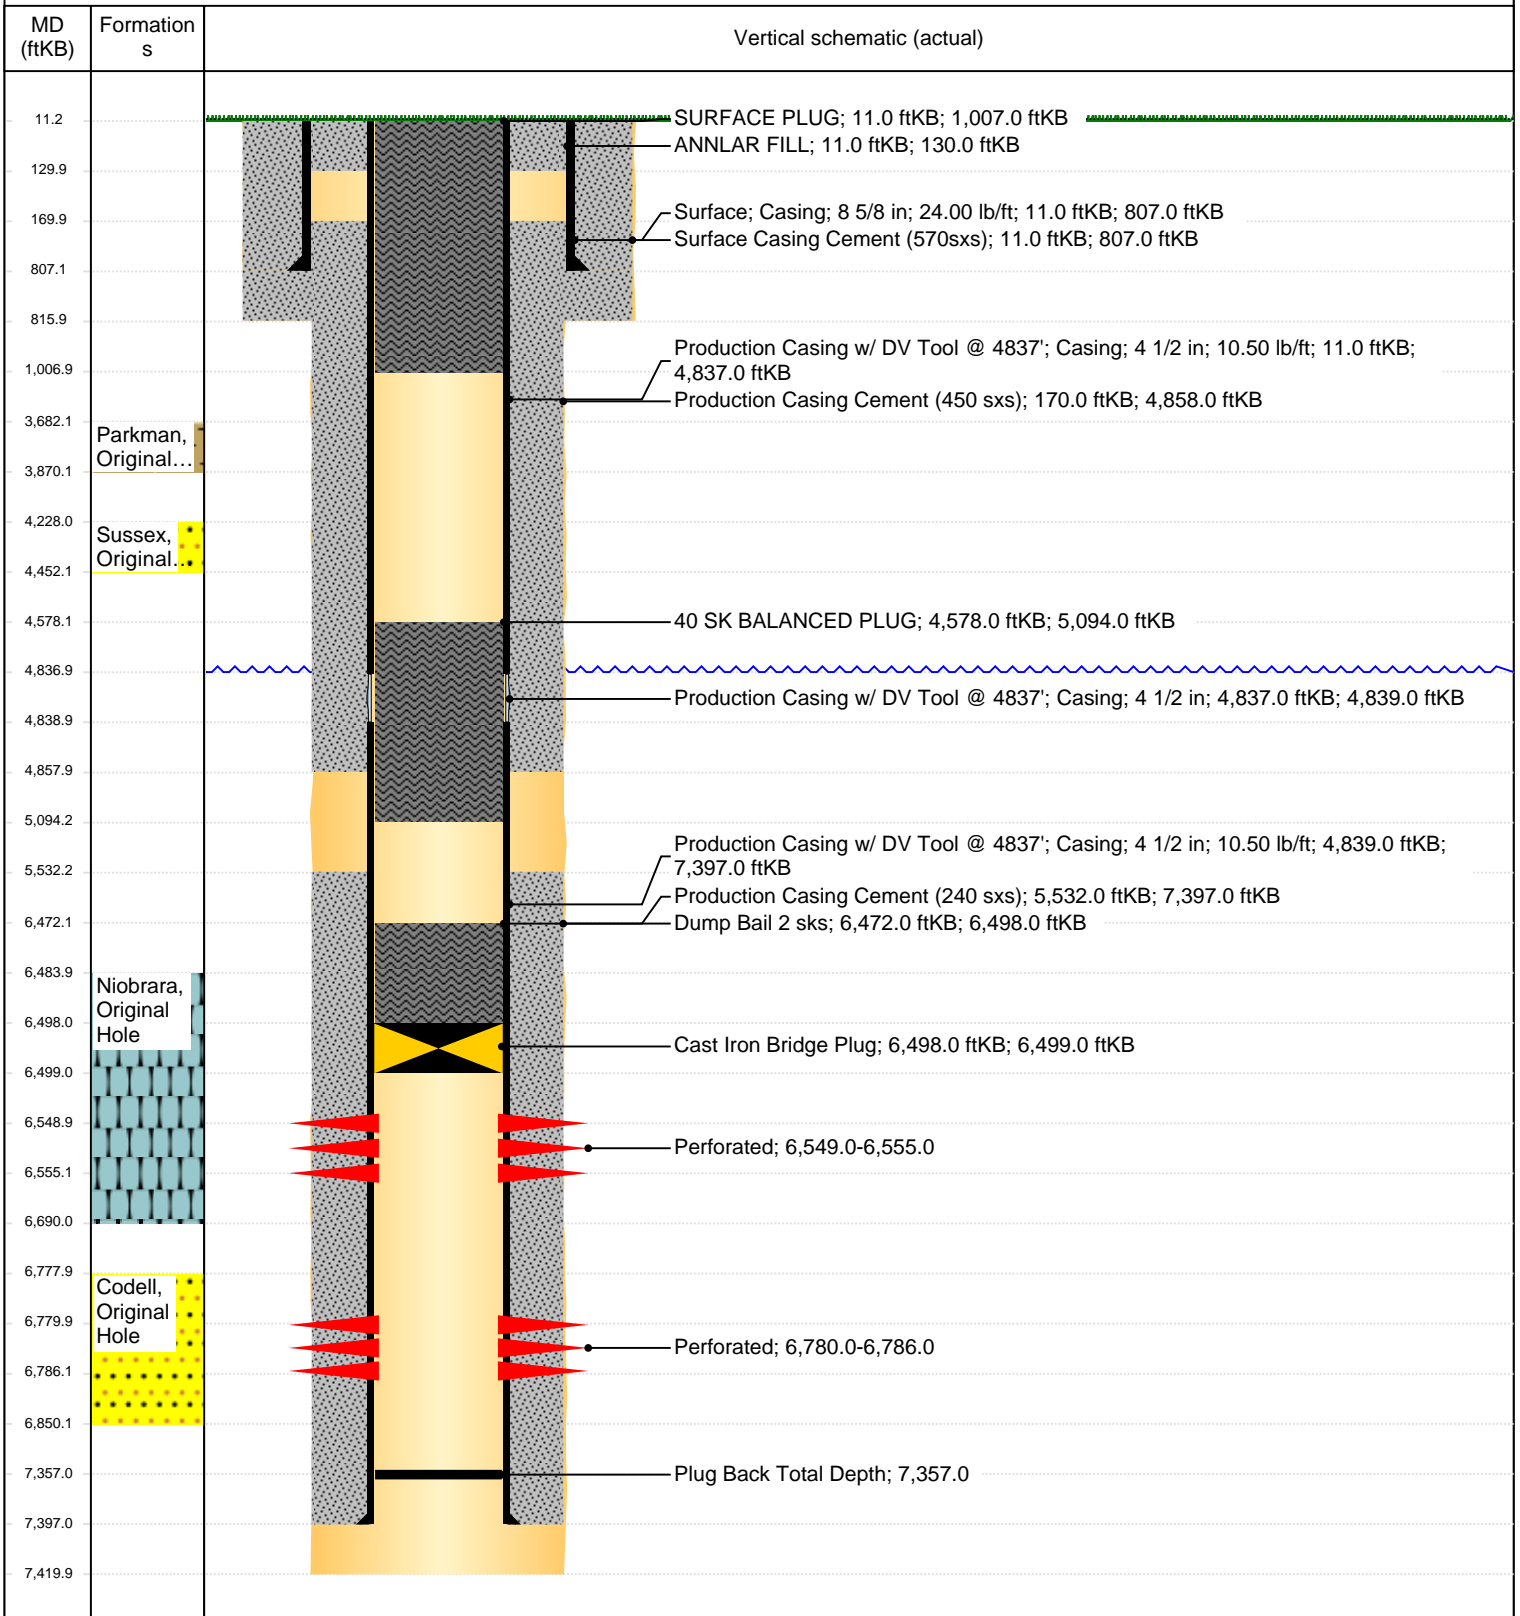 MD
(ftKB)
Formation
s
Vertical schematic (actual)
11.2
SURFACE PLUG; 11.0 ftKB; 1,007.0 ftKB
ANNLAR FILL; 11.0 ftKB; 130.0 ftKB
129.9
169.9
Surface; Casing; 8 5/8 in; 24.00 lb/ft; 11.0 ftKB; 807.0 ftKB
Surface Casing Cement (570sxs); 11.0 ftKB; 807.0 ftKB
807.1
815.9
Production Casing w/ DV Tool @ 4837'; Casing; 4 1/2 in; 10.50 lb/ft; 11.0 ftKB;
4,837.0 ftKB
1,006.9
Production Casing Cement (450 sxs); 170.0 ftKB; 4,858.0 ftKB
3,682.1
Parkman,
Original...
3,870.1
4,228.0
Sussex,
Original...
4,452.1
4,578.1
40 SK BALANCED PLUG; 4,578.0 ftKB; 5,094.0 ftKB
4,836.9
Production Casing w/ DV Tool @ 4837'; Casing; 4 1/2 in; 4,837.0 ftKB; 4,839.0 ftKB
4,838.9
4,857.9
5,094.2
Production Casing w/ DV Tool @ 4837'; Casing; 4 1/2 in; 10.50 lb/ft; 4,839.0 ftKB;
7,397.0 ftKB
5,532.2
Production Casing Cement (240 sxs); 5,532.0 ftKB; 7,397.0 ftKB
6,472.1
Dump Bail 2 sks; 6,472.0 ftKB; 6,498.0 ftKB
6,483.9
Niobrara,
Original
Hole
6,498.0
Cast Iron Bridge Plug; 6,498.0 ftKB; 6,499.0 ftKB
6,499.0
6,548.9
Perforated; 6,549.0-6,555.0
6,555.1
6,690.0
6,777.9
Codell,
Original
Hole
6,779.9
Perforated; 6,780.0-6,786.0
6,786.1
6,850.1
7,357.0
Plug Back Total Depth; 7,357.0
7,397.0
7,419.9